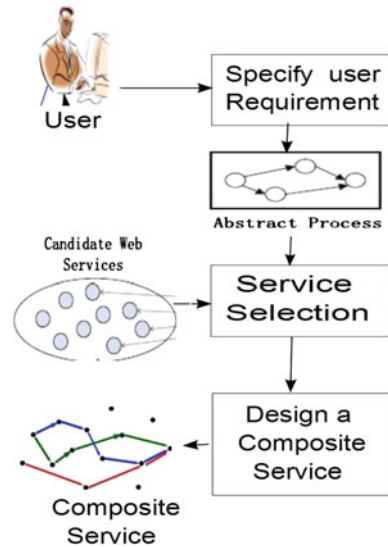 Specify user
Requirement
User
Abstract Process
Candidate Web
Services
Service
Selection
Design a
Composite
Service
Composite
Service